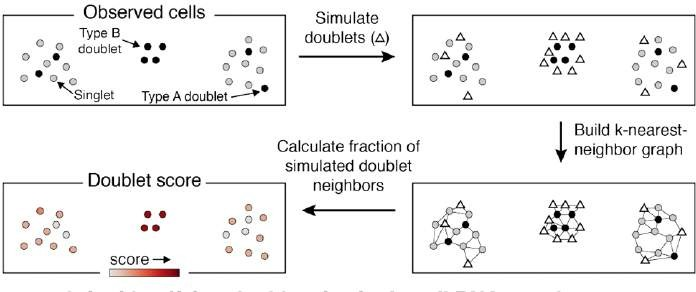 Observed cells
Type B
doublet
Singlet
Type A doublet
Simulate
doublets (△)
Build k-nearest-
neighbor graph
Calculate fraction of
simulated doublet
neighbors
Doublet score
score